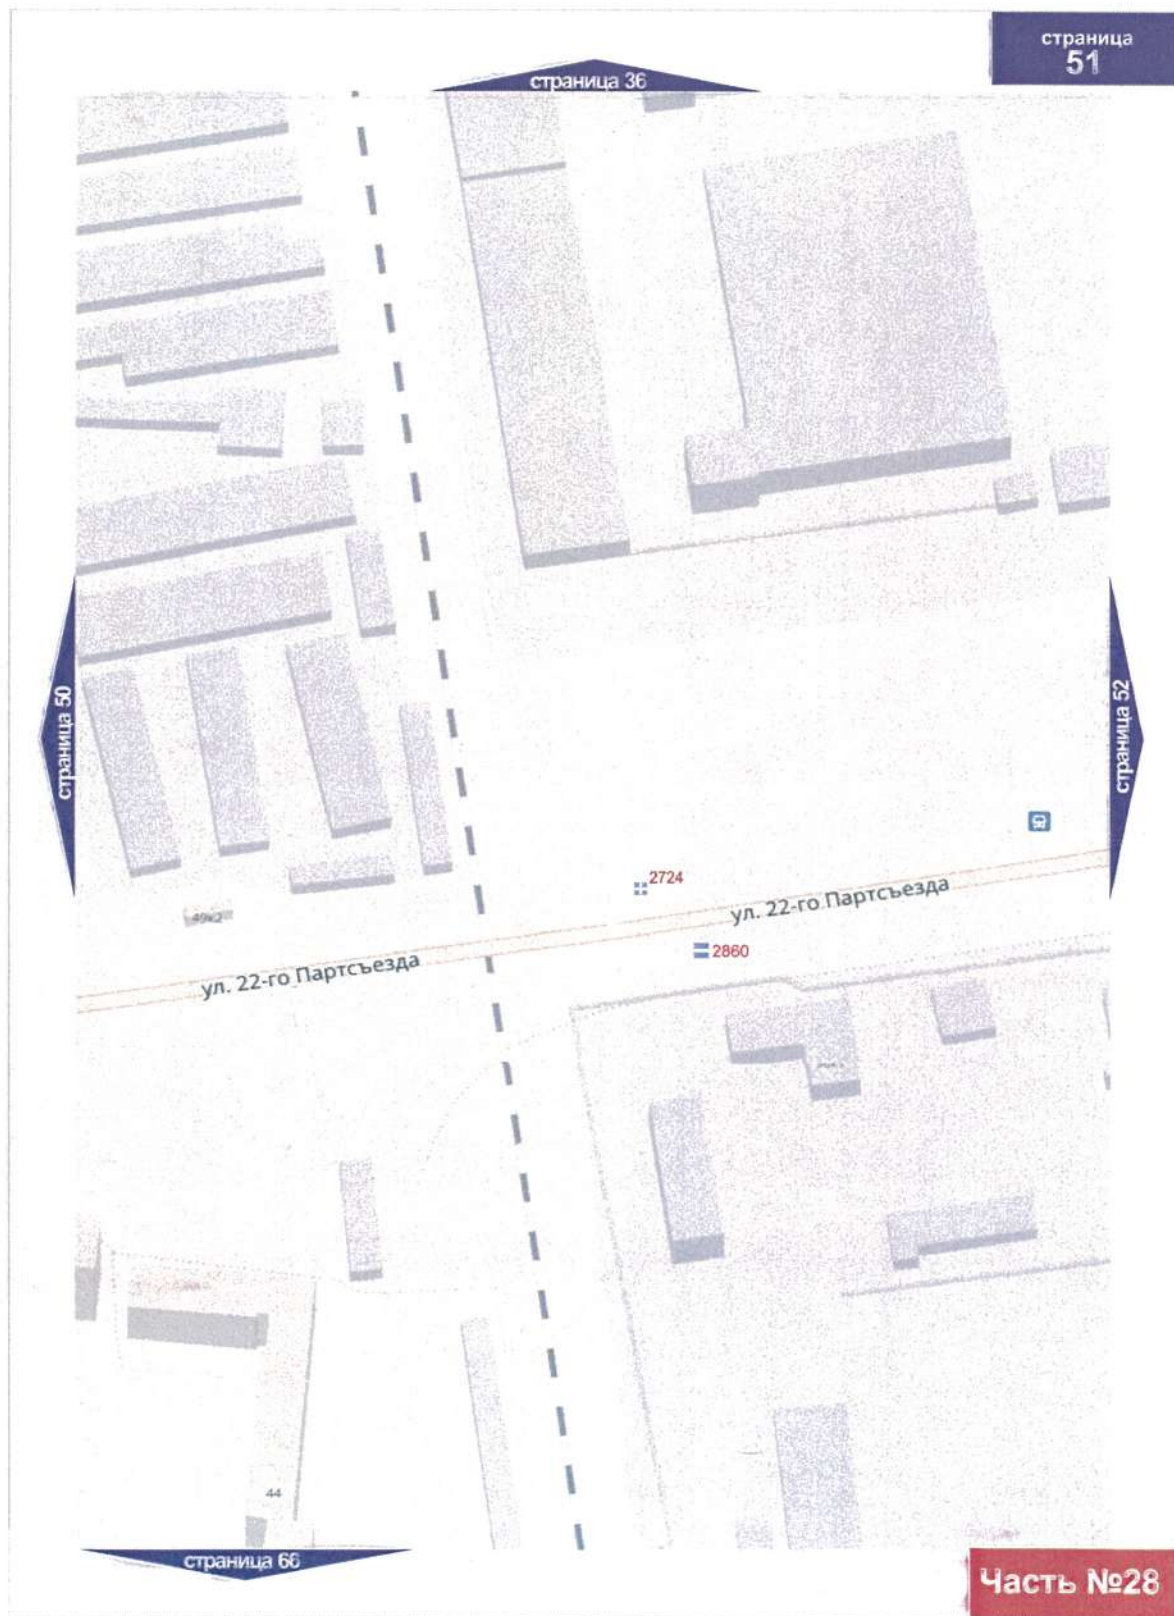 страница
51
страница 36
страница 50
страница 52
2724
ул. 22-го Партсъезда
49к2
2860
ул. 22-го Партсъезда
44
страница 66
Часть №28